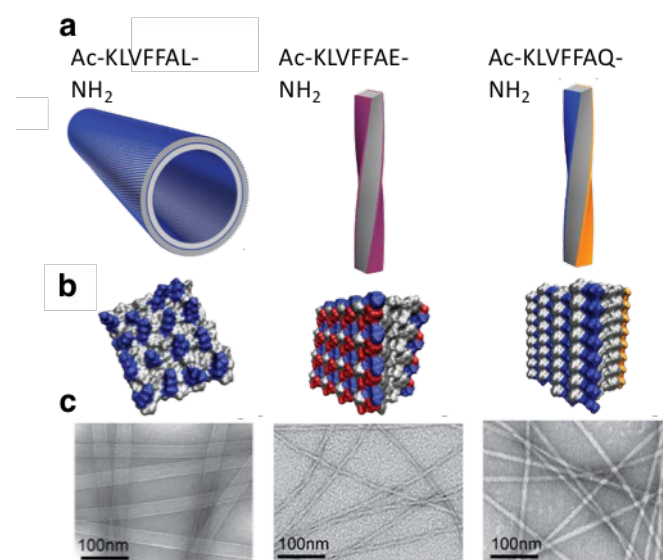 a
Ac-KLVFFAL-
NH2
Ac-KLVFFAE-
NH2
Ac-KLVFFAQ-
NH2
b
c
100nm
100nm
100nm